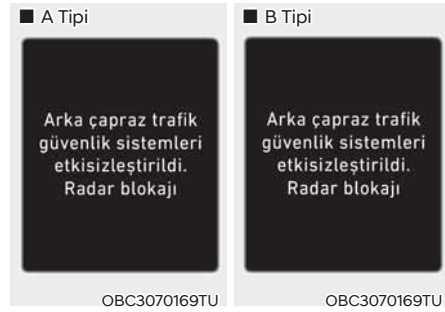 ■ A Tipi
Arka çapraz trafik
güvenlik sistemleri
etkisizleştirildi.
Radar blokajı
OBC3070169TU
■ B Tipi
Arka çapraz trafik
güvenlik sistemleri
etkisizleştirildi.
Radar blokajı
OBC3070169TU